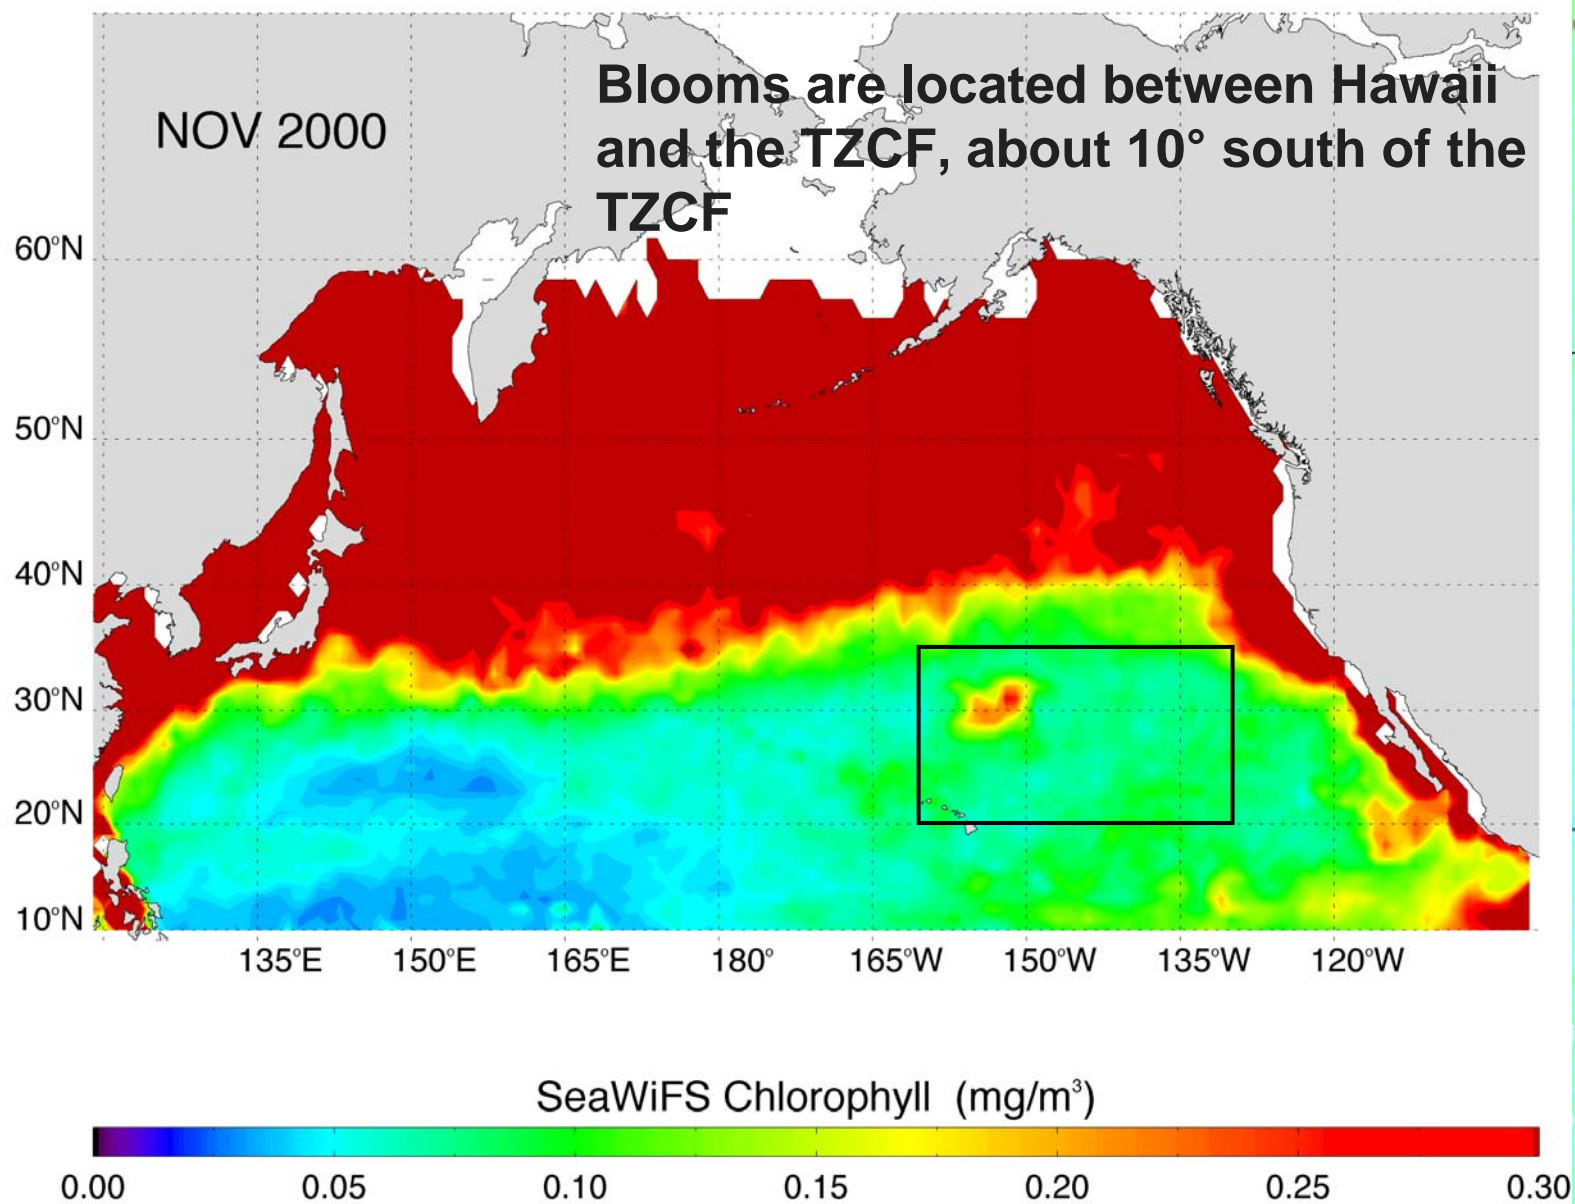 Blooms are located between Hawaii
and the TZCF, about 10° south of the
TZCF
NOV 2000
60°N
50°N
40°N
30°N
20°N
10°N
135°E 150°E 165°E 180° 165°W 150°W 135°W 120°W
SeaWiFS Chlorophyll (mg/m³)
0.00 0.05 0.10 0.15 0.20 0.25 0.30